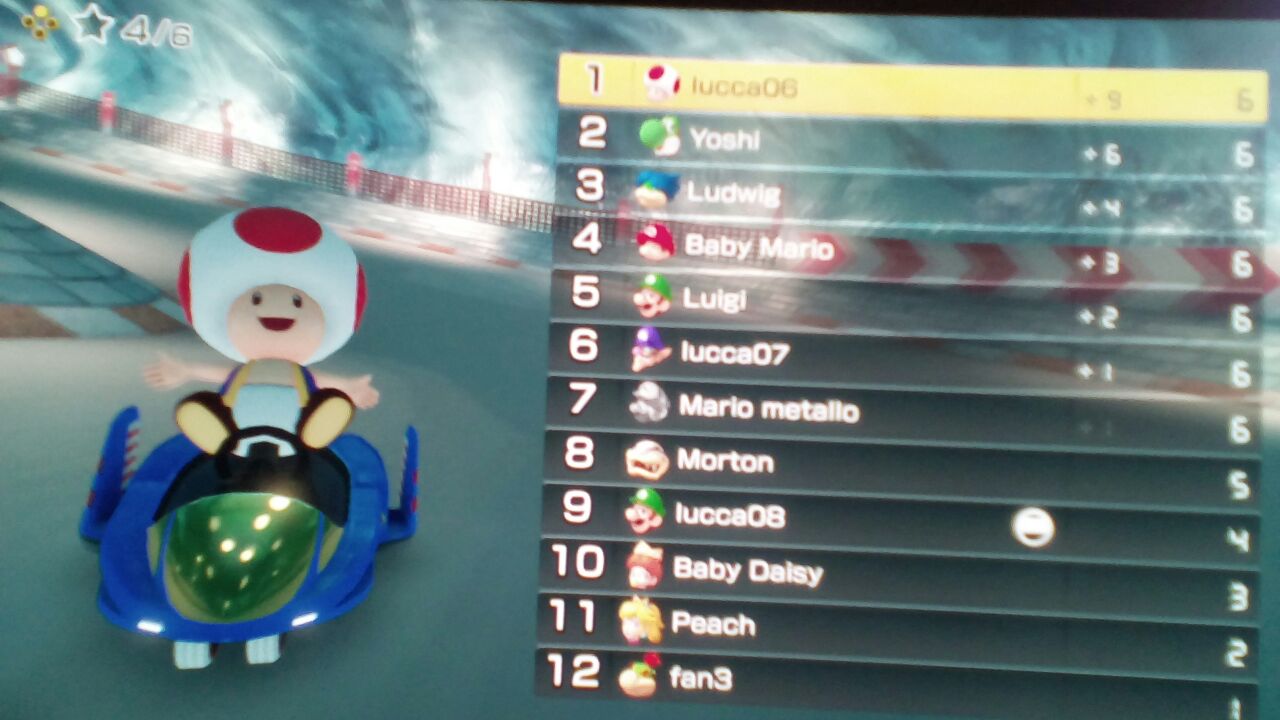 4/6
1 lucca06 +9 6
2 Yoshi +6 6
3 Ludwig +4 6
4 Baby Mario +3 6
5 Luigi +2 6
6 lucca07 +1 6
7 Mario metallo +1 6
8 Morton 5
9 lucca08 4
10 Baby Daisy 3
11 Peach 2
12 fan3 1